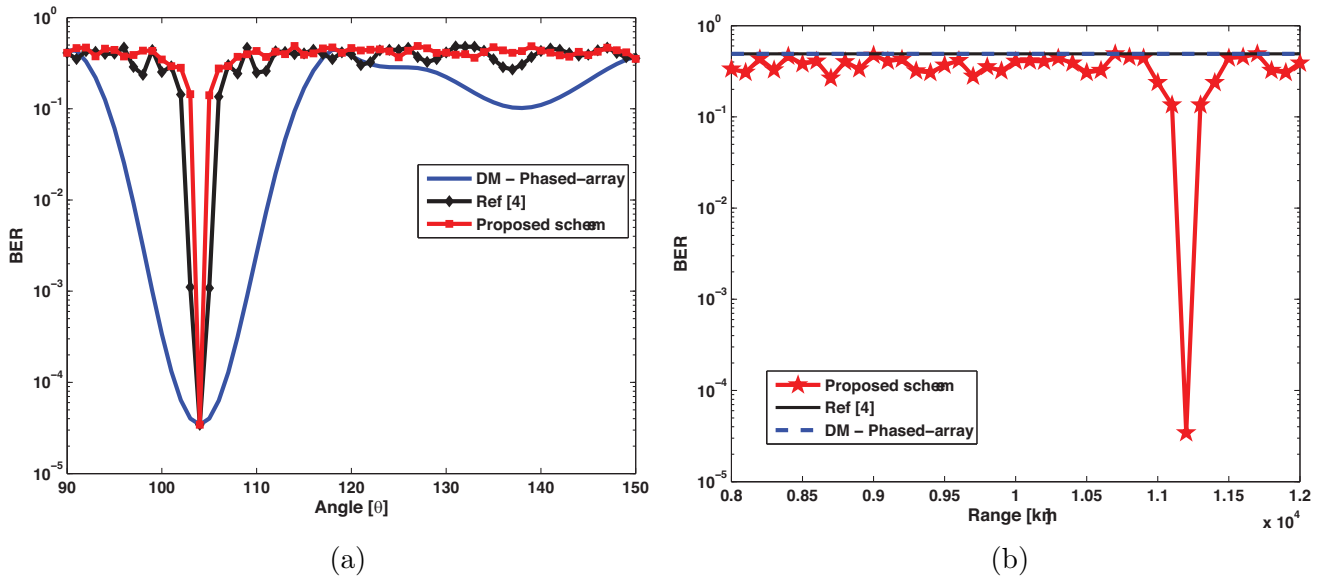 10^0
10^-1
10^-2
10^-3
10^-4
10^-5
BER
90 100 110 120 130 140 150
Angle [θ]
DM – Phased-array
Ref [4]
Proposed scheem
(a)
10^0
10^-1
10^-2
10^-3
10^-4
10^-5
BER
0.8 0.85 0.9 0.95 1 1.05 1.1 1.15 1.2
x 10^4
Range [km]
Proposed scheem
Ref [4]
DM – Phased-array
(b)